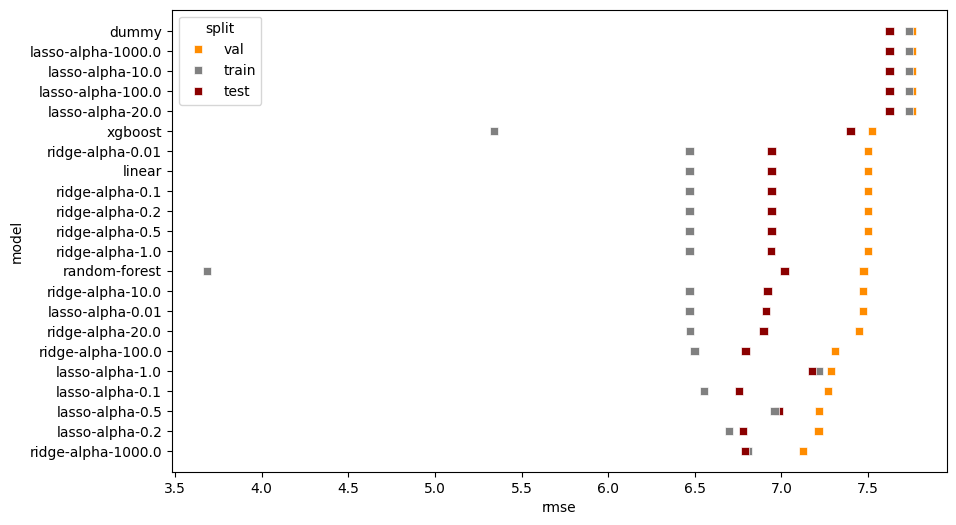 split
val
train
test
dummy
lasso-alpha-1000.0
lasso-alpha-10.0
lasso-alpha-100.0
lasso-alpha-20.0
xgboost
ridge-alpha-0.01
linear
ridge-alpha-0.1
ridge-alpha-0.2
ridge-alpha-0.5
ridge-alpha-1.0
random-forest
ridge-alpha-10.0
lasso-alpha-0.01
ridge-alpha-20.0
ridge-alpha-100.0
lasso-alpha-1.0
lasso-alpha-0.1
lasso-alpha-0.5
lasso-alpha-0.2
ridge-alpha-1000.0
model
3.5 4.0 4.5 5.0 5.5 6.0 6.5 7.0 7.5
rmse